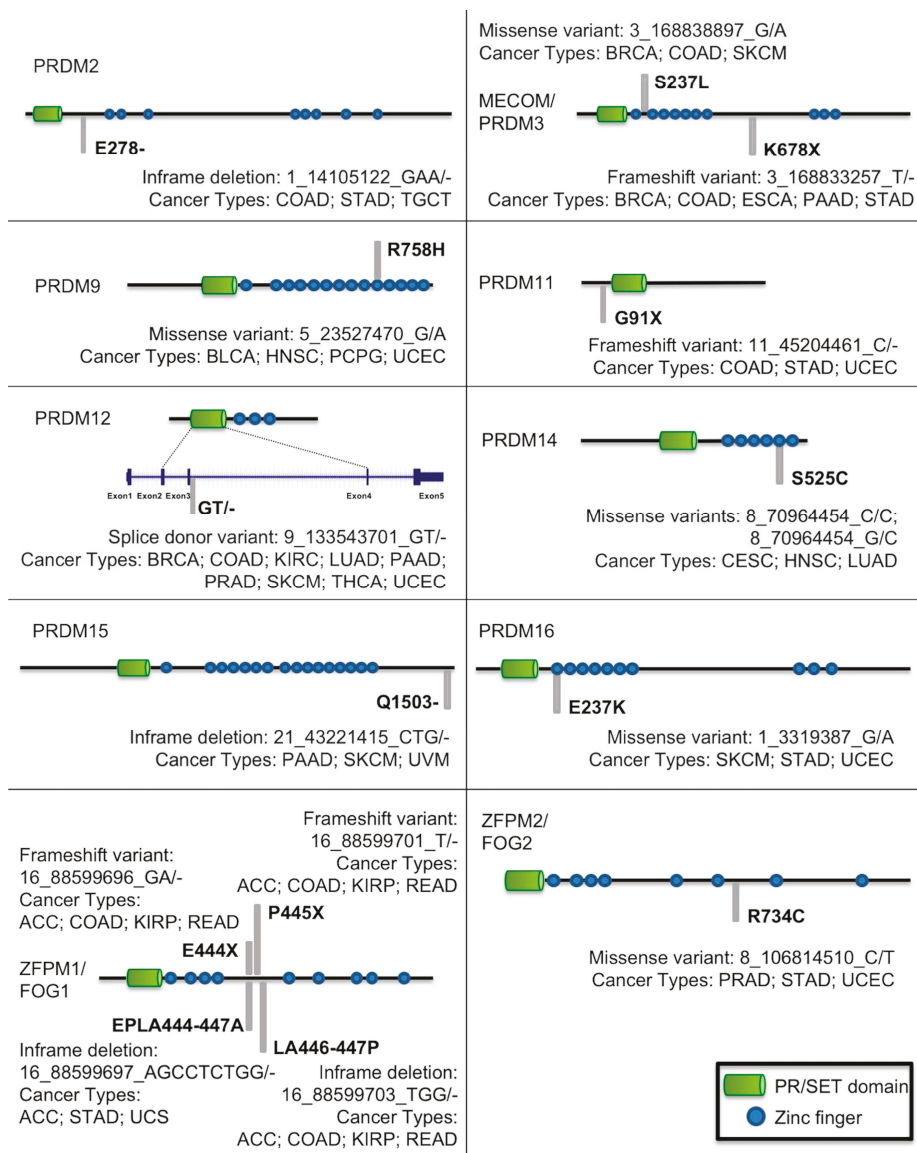 PRDM2
E278-
Inframe deletion: 1_14105122_GAA/-
Cancer Types: COAD; STAD; TGCT
Missense variant: 3_168838897_G/A
Cancer Types: BRCA; COAD; SKCM
S237L
MECOM/
PRDM3
K678X
Frameshift variant: 3_168833257_T/-
Cancer Types: BRCA; COAD; ESCA; PAAD; STAD
R758H
PRDM9
Missense variant: 5_23527470_G/A
Cancer Types: BLCA; HNSC; PCPG; UCEC
PRDM11
G91X
Frameshift variant: 11_45204461_C/-
Cancer Types: COAD; STAD; UCEC
PRDM12
Exon1 Exon2 Exon3 Exon4 Exon5
GT/-
Splice donor variant: 9_133543701_GT/-
Cancer Types: BRCA; COAD; KIRC; LUAD; PAAD;
PRAD; SKCM; THCA; UCEC
PRDM14
S525C
Missense variants: 8_70964454_C/C;
8_70964454_G/C
Cancer Types: CESC; HNSC; LUAD
PRDM15
Q1503-
Inframe deletion: 21_43221415_CTG/-
Cancer Types: PAAD; SKCM; UVM
PRDM16
E237K
Missense variant: 1_3319387_G/A
Cancer Types: SKCM; STAD; UCEC
Frameshift variant:
16_88599701_T/-
Cancer Types:
ACC; COAD; KIRP; READ
Frameshift variant:
16_88599696_GA/-
Cancer Types:
ACC; COAD; KIRP; READ
P445X
E444X
ZFPM1/
FOG1
EPLA444-447A
LA446-447P
Inframe deletion:
16_88599697_AGCCTCTGG/-
Cancer Types:
ACC; STAD; UCS
Inframe deletion:
16_88599703_TGG/-
Cancer Types:
ACC; COAD; KIRP; READ
ZFPM2/
FOG2
R734C
Missense variant: 8_106814510_C/T
Cancer Types: PRAD; STAD; UCEC
PR/SET domain
Zinc finger